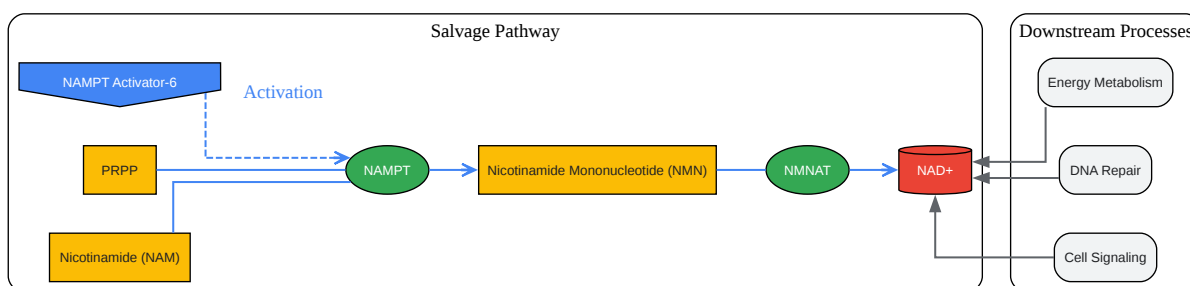 Salvage Pathway
Downstream Processes
NAMPT Activator-6
Activation
Energy Metabolism
PRPP
NAMPT
Nicotinamide Mononucleotide (NMN)
NMNAT
NAD+
DNA Repair
Nicotinamide (NAM)
Cell Signaling